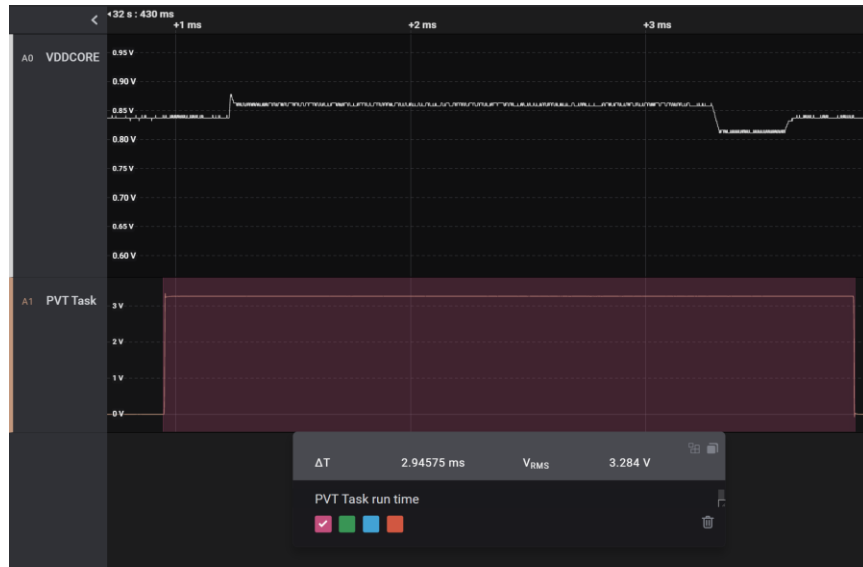 32 s : 430 ms
+1 ms +2 ms +3 ms
A0 VDDCORE
0.95 V
0.90 V
0.85 V
0.80 V
0.75 V
0.70 V
0.65 V
0.60 V
A1 PVT Task
3 V
2 V
1 V
0 V
ΔT 2.94575 ms VRMS 3.284 V
PVT Task run time